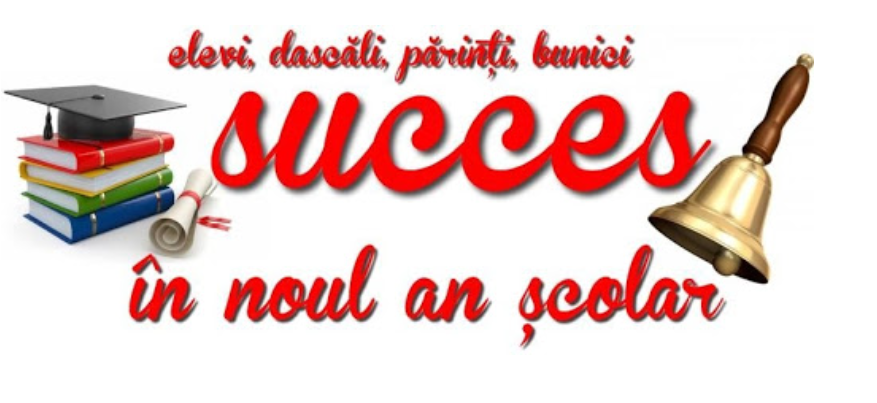 elevi, dascăli, părinți, bunici
succes
în noul an școlar